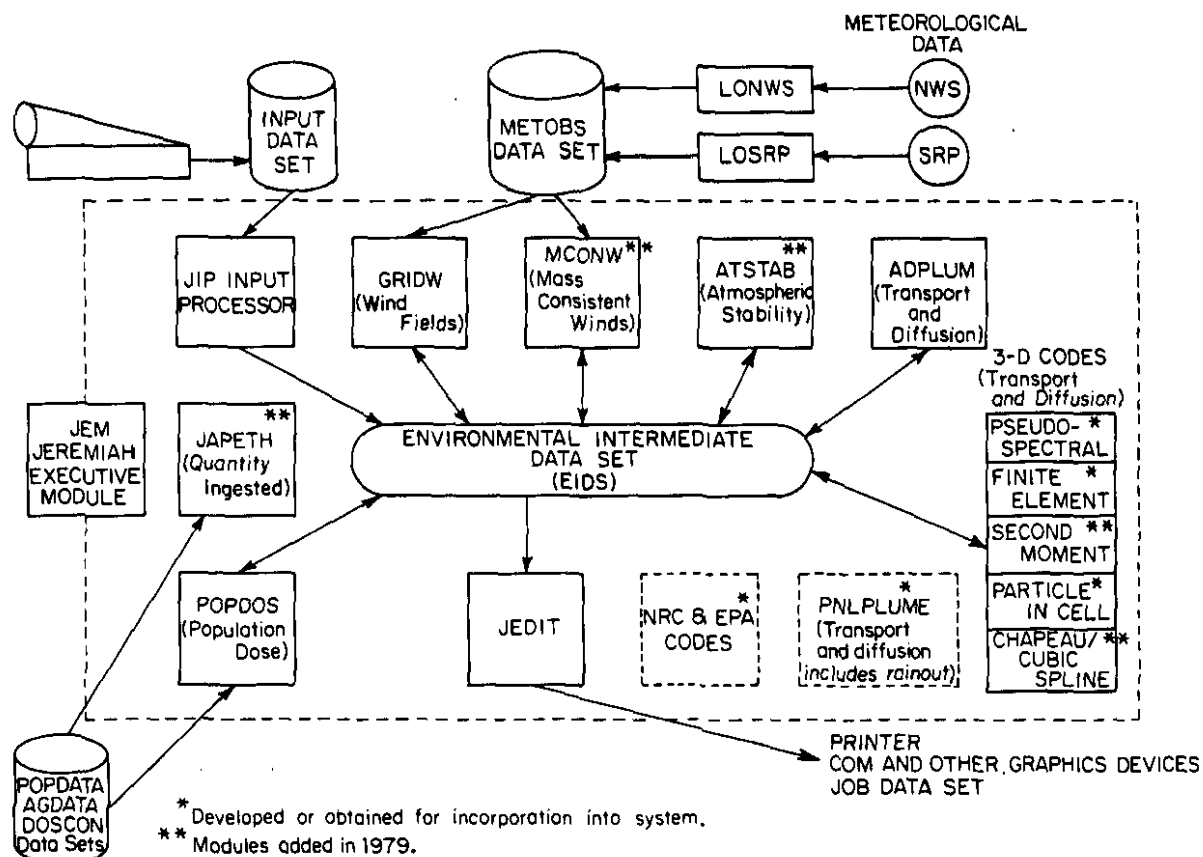 METEOROLOGICAL
DATA
INPUT
DATA
SET
METOBS
DATA SET
LONWS
NWS
LOSRP
SRP
JIP INPUT
PROCESSOR
GRIDW
(Wind
Fields)
MCONW**
(Mass
Consistent
Winds)
**
ATSTAB
(Atmospheric
Stability)
ADPLUM
(Transport
and
Diffusion)
3-D CODES
(Transport
and Diffusion)
JEM
JEREMIAH
EXECUTIVE
MODULE
**
JAPETH
(Quantity
Ingested)
ENVIRONMENTAL INTERMEDIATE
DATA SET
(EIDS)
PSEUDO- *
SPECTRAL
FINITE *
ELEMENT
SECOND **
MOMENT
PARTICLE *
IN CELL
CHAPEAU/ **
CUBIC
SPLINE
POPDOS
(Population
Dose)
JEDIT
*
NRC & EPA
CODES
*
PNLPLUME
(Transport
and diffusion
includes rainout)
PRINTER
COM AND OTHER GRAPHICS DEVICES
JOB DATA SET
POPDATA
AGDATA
DOSCON
Data Sets
* Developed or obtained for incorporation into system.
** Modules added in 1979.